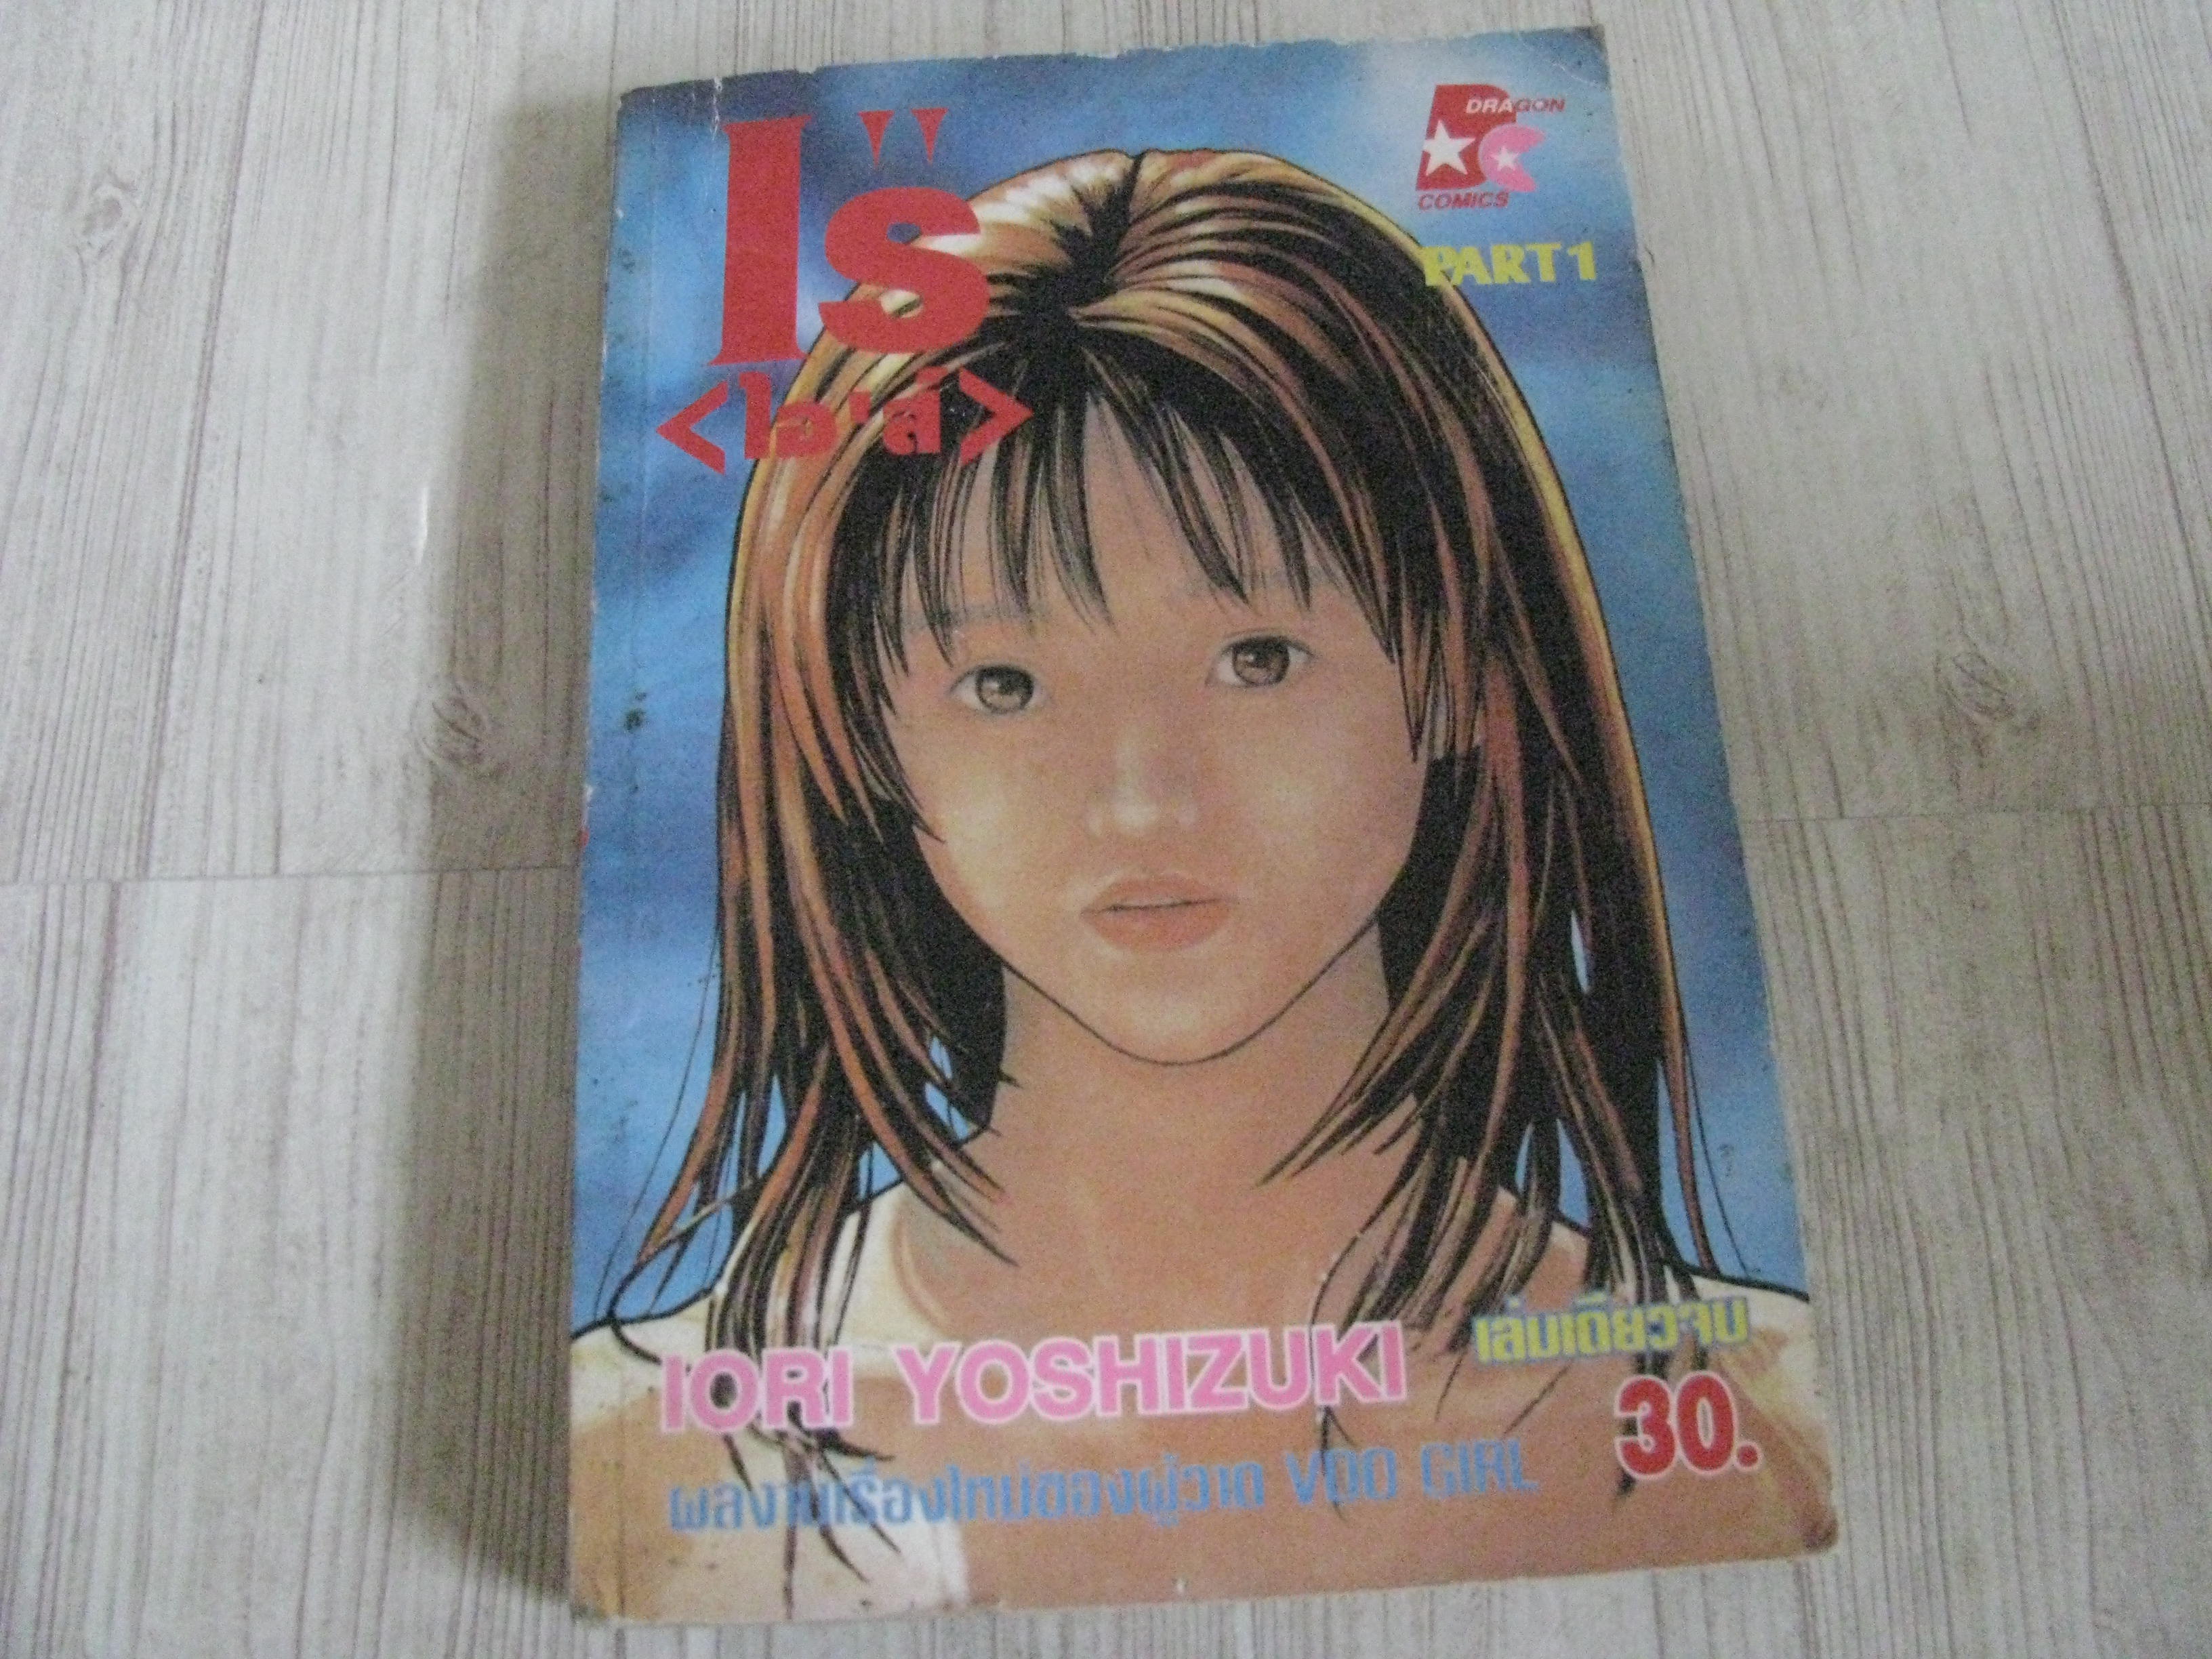 I"s
<ไอ'ส์>
DRAGON
DC
COMICS
PART 1
IORI YOSHIZUKI
เล่มเดียวจบ
30.
ผลงานเรื่องใหม่ของผู้วาด VDO GIRL